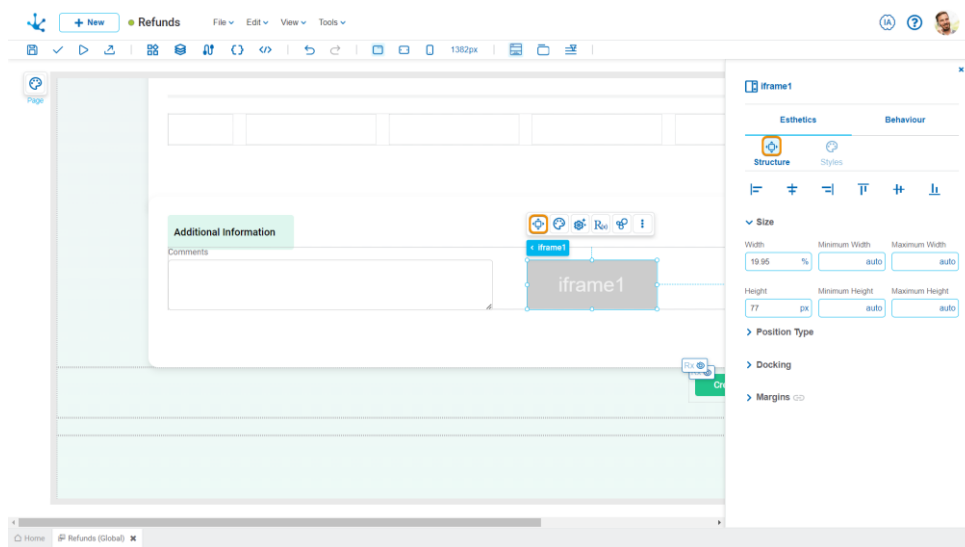 + New
Refunds
File
Edit
View
Tools
IA
?
1382px
Page
iframe1
Esthetics
Behaviour
Structure
Styles
Size
Width
Minimum Width
Maximum Width
19.95 %
auto
auto
Height
Minimum Height
Maximum Height
77 px
auto
auto
Position Type
Docking
Margins
Additional Information
Comments
iframe1
iframe1
Rx
Cre
Home
Refunds (Global)